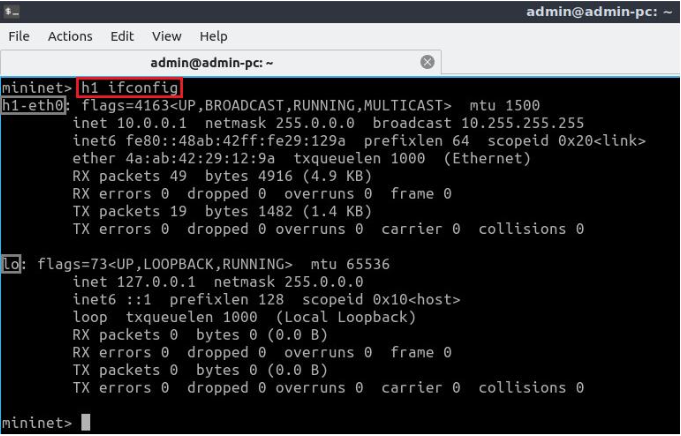 admin@admin-pc: ~
File Actions Edit View Help
admin@admin-pc: ~
mininet> h1 ifconfig
h1-eth0: flags=4163<UP,BROADCAST,RUNNING,MULTICAST> mtu 1500
inet 10.0.0.1 netmask 255.0.0.0 broadcast 10.255.255.255
inet6 fe80::48ab:42ff:fe29:129a prefixlen 64 scopeid 0x20<link>
ether 4a:ab:42:29:12:9a txqueuelen 1000 (Ethernet)
RX packets 49 bytes 4916 (4.9 KB)
RX errors 0 dropped 0 overruns 0 frame 0
TX packets 19 bytes 1482 (1.4 KB)
TX errors 0 dropped 0 overruns 0 carrier 0 collisions 0
lo: flags=73<UP,LOOPBACK,RUNNING> mtu 65536
inet 127.0.0.1 netmask 255.0.0.0
inet6 ::1 prefixlen 128 scopeid 0x10<host>
loop txqueuelen 1000 (Local Loopback)
RX packets 0 bytes 0 (0.0 B)
RX errors 0 dropped 0 overruns 0 frame 0
TX packets 0 bytes 0 (0.0 B)
TX errors 0 dropped 0 overruns 0 carrier 0 collisions 0
mininet>